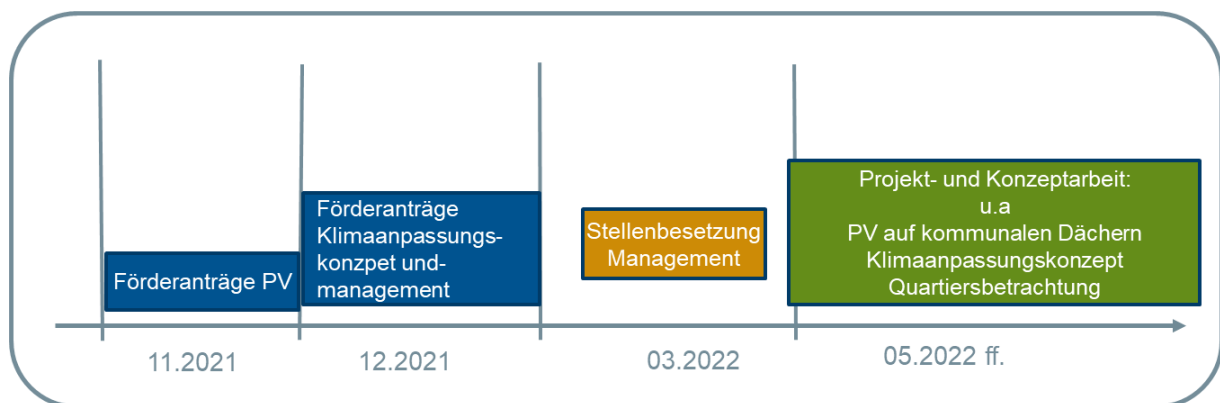 Förderanträge PV
Förderanträge
Klimaanpassungs-
konzpet und-
management
Stellenbesetzung
Management
Projekt- und Konzeptarbeit:
u.a
PV auf kommunalen Dächern
Klimaanpassungskonzept
Quartiersbetrachtung
11.2021
12.2021
03.2022
05.2022 ff.